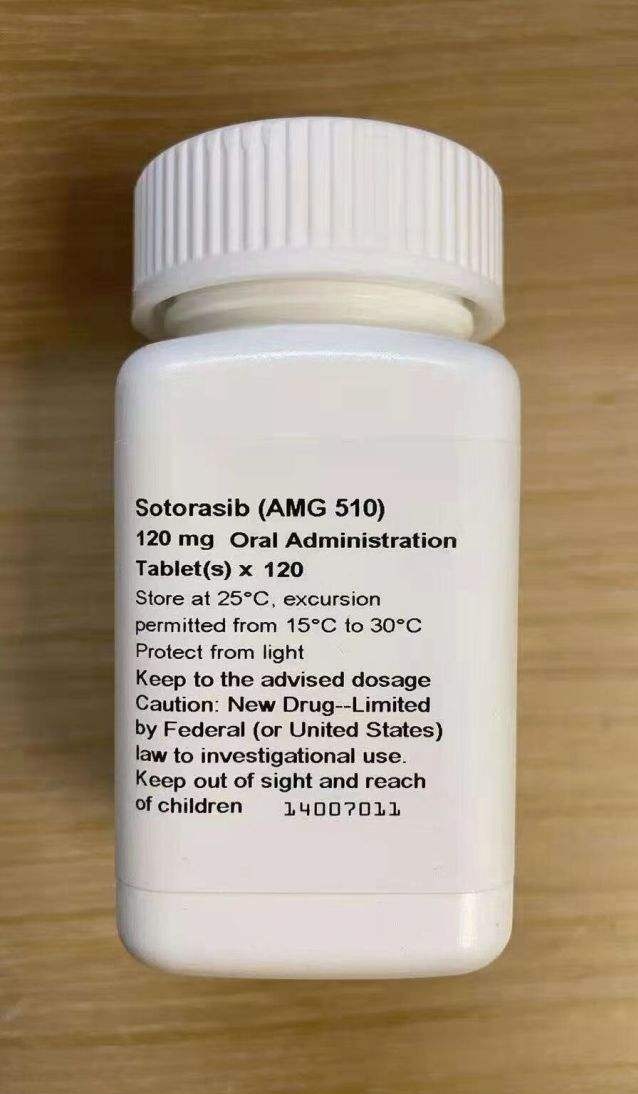 Sotorasib (AMG 510)
120 mg  Oral Administration
Tablet(s) x 120
Store at 25°C, excursion
permitted from 15°C to 30°C
Protect from light
Keep to the advised dosage
Caution: New Drug--Limited
by Federal (or United States)
law to investigational use.
Keep out of sight and reach
of children 14007011